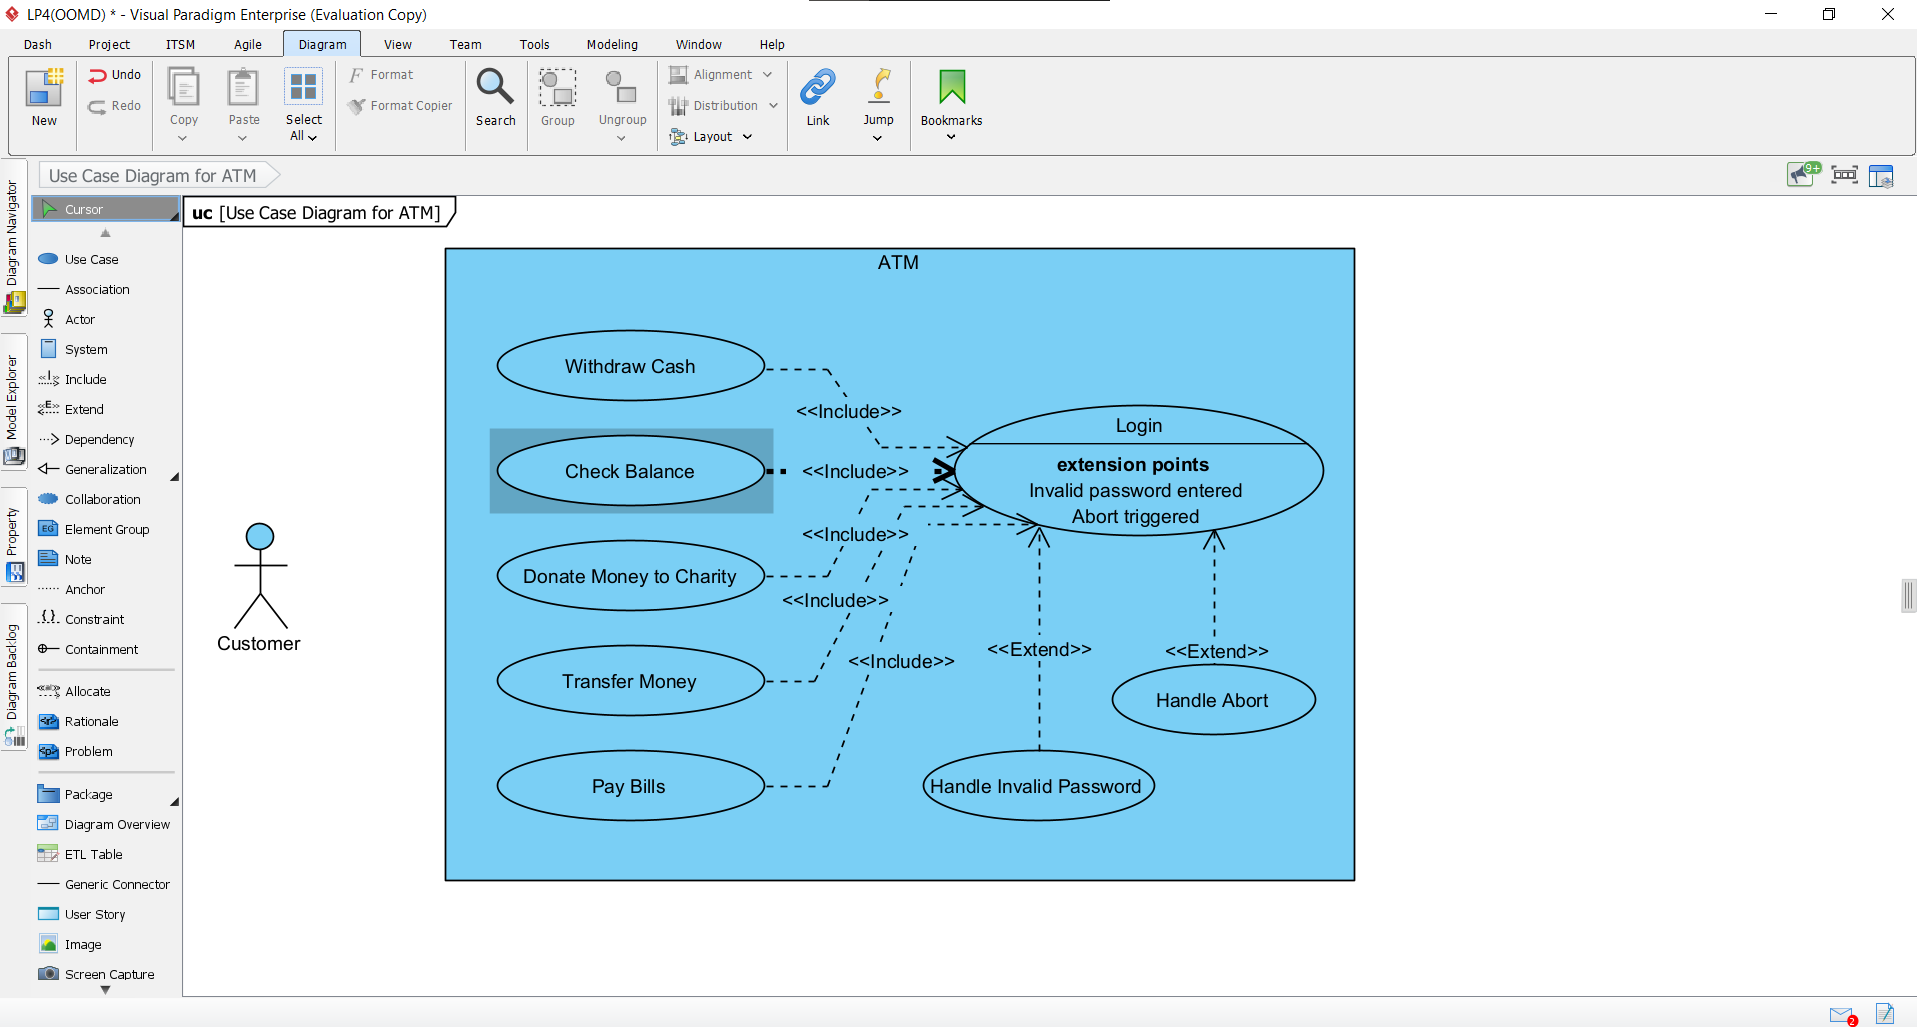 LP4(OOMD) * - Visual Paradigm Enterprise (Evaluation Copy)
Dash Project ITSM Agile Diagram View Team Tools Modeling Window Help
New
Undo
Redo
Copy
Paste
Select
All
Format
Format Copier
Search
Group
Ungroup
Alignment
Distribution
Layout
Link
Jump
Bookmarks
Use Case Diagram for ATM
9+
Diagram Navigator
Model Explorer
Property
Diagram Backlog
Cursor
Use Case
Association
Actor
System
Include
Extend
Dependency
Generalization
Collaboration
EG Element Group
Note
Anchor
{} Constraint
Containment
Allocate
Rationale
Problem
Package
Diagram Overview
ETL Table
Generic Connector
User Story
Image
Screen Capture
uc [Use Case Diagram for ATM]
ATM
Withdraw Cash
<<Include>>
Login
extension points
Invalid password entered
Abort triggered
Check Balance
<<Include>>
<<Include>>
Donate Money to Charity
<<Include>>
Customer
Transfer Money
<<Include>>
<<Extend>>
<<Extend>>
Handle Abort
Pay Bills
Handle Invalid Password
2